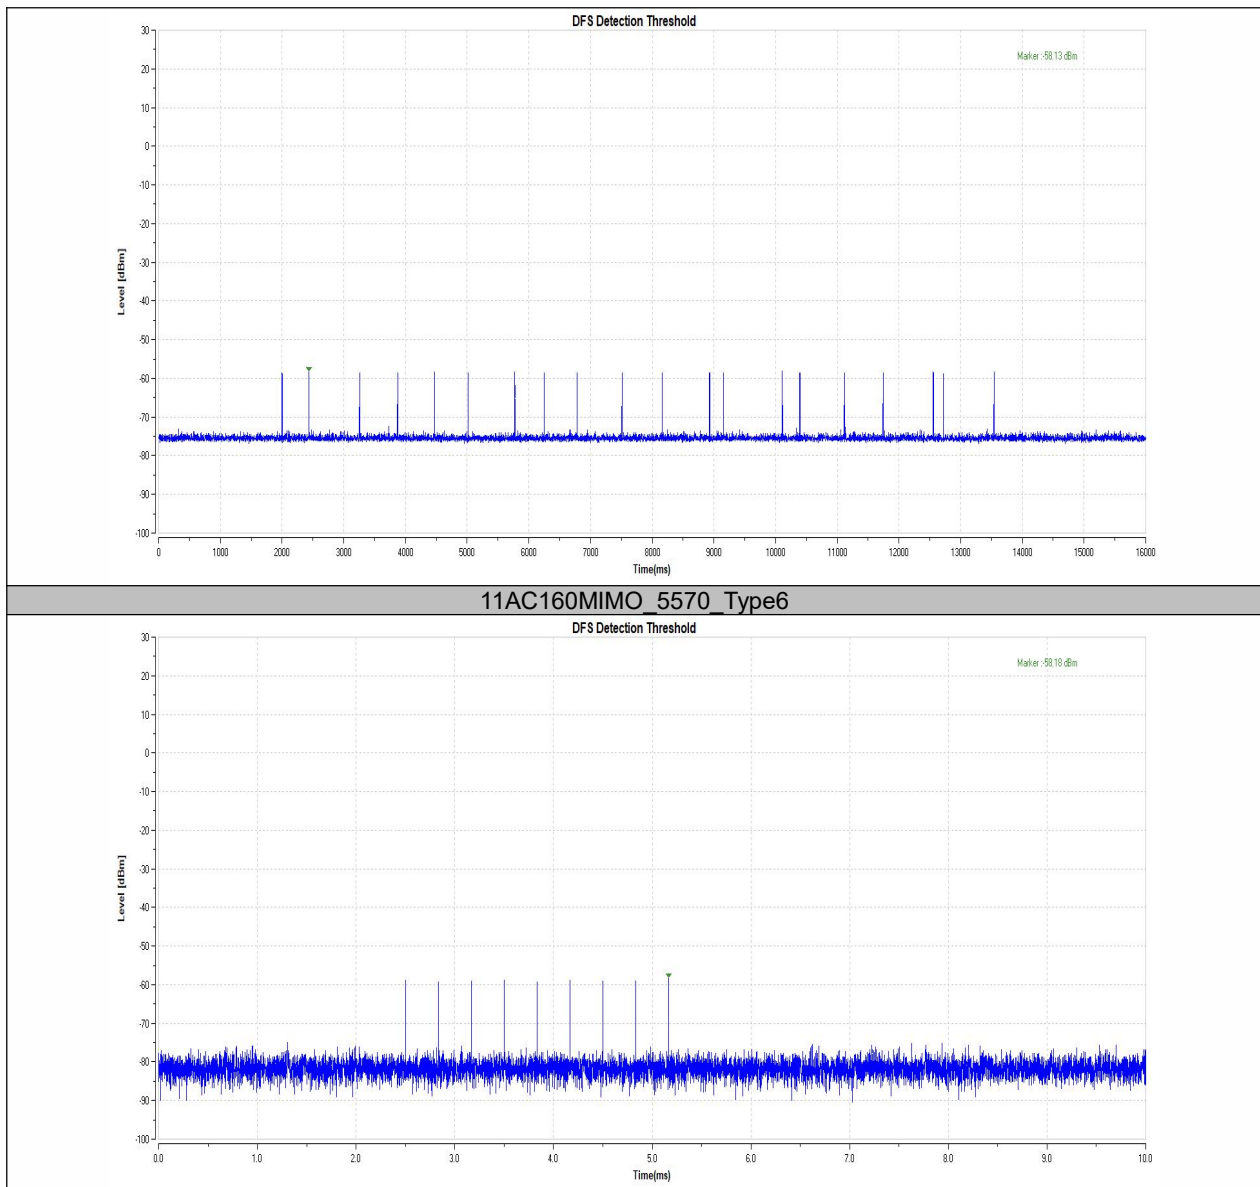 DFS Detection Threshold
Marker :-58.13 dBm
30
20
10
0
-10
-20
-30
-40
-50
-60
-70
-80
-90
-100
Level [dBm]
0 1000 2000 3000 4000 5000 6000 7000 8000 9000 10000 11000 12000 13000 14000 15000 16000
Time(ms)
11AC160MIMO_5570_Type6
DFS Detection Threshold
Marker :-58.18 dBm
30
20
10
0
-10
-20
-30
-40
-50
-60
-70
-80
-90
-100
Level [dBm]
0.0 1.0 2.0 3.0 4.0 5.0 6.0 7.0 8.0 9.0 10.0
Time(ms)